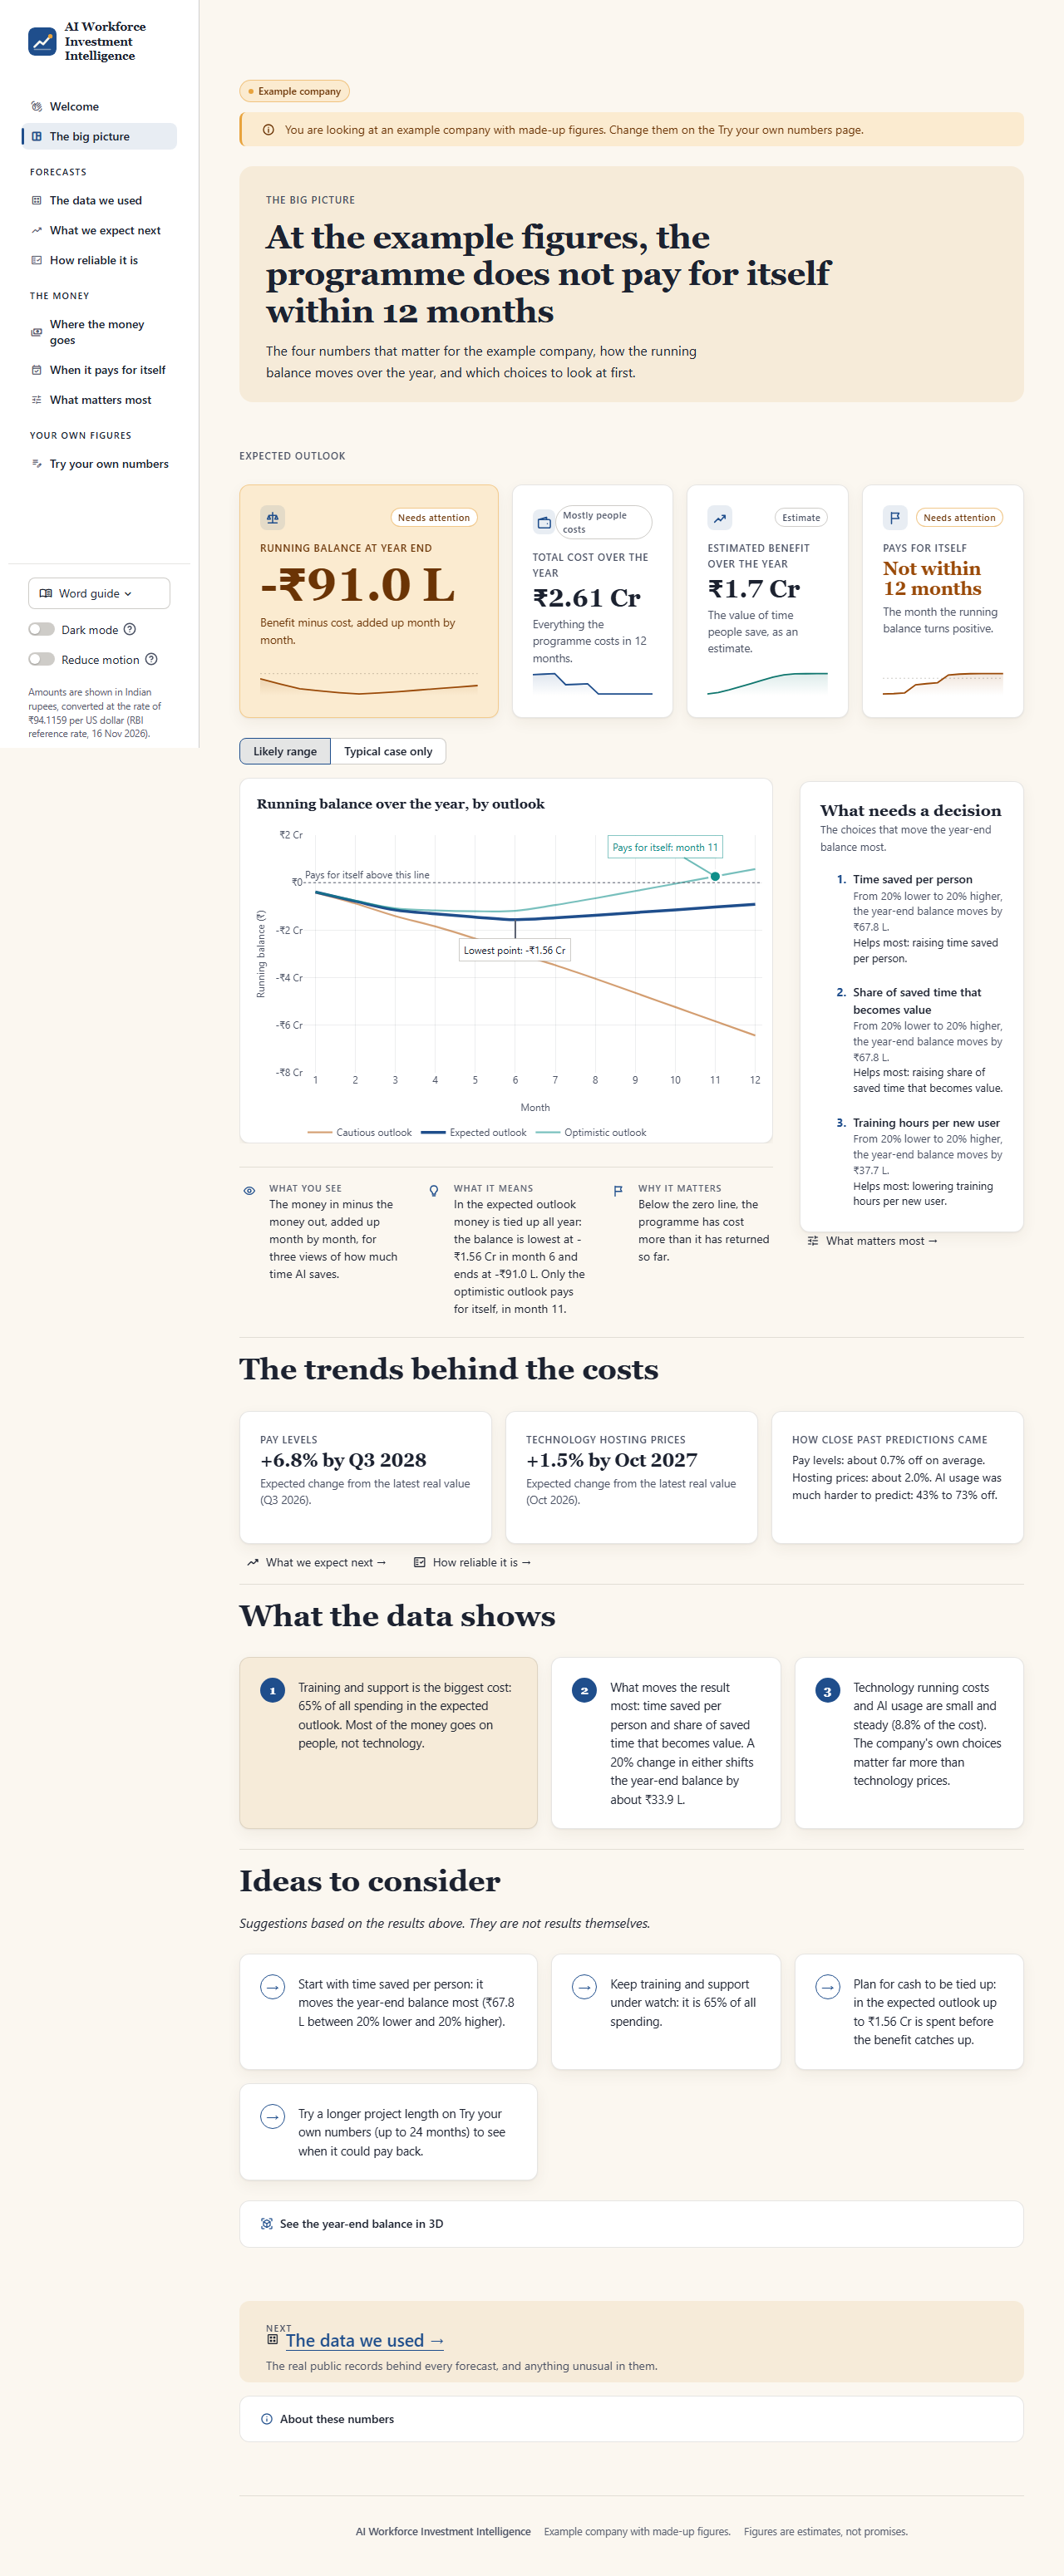 AI Workforce
Investment
Intelligence
Welcome
The big picture
FORECASTS
The data we used
What we expect next
How reliable it is
THE MONEY
Where the money
goes
When it pays for itself
What matters most
YOUR OWN FIGURES
Try your own numbers
Word guide
Dark mode
Reduce motion
Amounts are shown in Indian
rupees, converted at the rate of
₹94.1159 per US dollar (RBI
reference rate, 16 Nov 2026).
Example company
You are looking at an example company with made-up figures. Change them on the Try your own numbers page.
THE BIG PICTURE
At the example figures, the
programme does not pay for itself
within 12 months
The four numbers that matter for the example company, how the running
balance moves over the year, and which choices to look at first.
EXPECTED OUTLOOK
Needs attention
RUNNING BALANCE AT YEAR END
-₹91.0 L
Benefit minus cost, added up month by
month.
Mostly people
costs
TOTAL COST OVER THE
YEAR
₹2.61 Cr
Everything the
programme costs in 12
months.
Estimate
ESTIMATED BENEFIT
OVER THE YEAR
₹1.7 Cr
The value of time
people save, as an
estimate.
Needs attention
PAYS FOR ITSELF
Not within
12 months
The month the running
balance turns positive.
Likely range
Typical case only
Running balance over the year, by outlook
₹2 Cr
₹0
-₹2 Cr
-₹4 Cr
-₹6 Cr
-₹8 Cr
Running balance (₹)
Pays for itself above this line
Pays for itself: month 11
Lowest point: -₹1.56 Cr
1 2 3 4 5 6 7 8 9 10 11 12
Month
Cautious outlook Expected outlook Optimistic outlook
What needs a decision
The choices that move the year-end
balance most.
1. Time saved per person
From 20% lower to 20% higher,
the year-end balance moves by
₹67.8 L.
Helps most: raising time saved
per person.
2. Share of saved time that
becomes value
From 20% lower to 20% higher,
the year-end balance moves by
₹67.8 L.
Helps most: raising share of
saved time that becomes value.
3. Training hours per new user
From 20% lower to 20% higher,
the year-end balance moves by
₹37.7 L.
Helps most: lowering training
hours per new user.
What matters most →
WHAT YOU SEE
The money in minus the
money out, added up
month by month, for
three views of how much
time AI saves.
WHAT IT MEANS
In the expected outlook
money is tied up all year:
the balance is lowest at -
₹1.56 Cr in month 6 and
ends at -₹91.0 L. Only the
optimistic outlook pays
for itself, in month 11.
WHY IT MATTERS
Below the zero line, the
programme has cost
more than it has returned
so far.
The trends behind the costs
PAY LEVELS
+6.8% by Q3 2028
Expected change from the latest real value
(Q3 2026).
TECHNOLOGY HOSTING PRICES
+1.5% by Oct 2027
Expected change from the latest real value
(Oct 2026).
HOW CLOSE PAST PREDICTIONS CAME
Pay levels: about 0.7% off on average.
Hosting prices: about 2.0%. AI usage was
much harder to predict: 43% to 73% off.
What we expect next →
How reliable it is →
What the data shows
1
Training and support is the biggest cost:
65% of all spending in the expected
outlook. Most of the money goes on
people, not technology.
2
What moves the result
most: time saved per
person and share of saved
time that becomes value. A
20% change in either shifts
the year-end balance by
about ₹33.9 L.
3
Technology running costs
and AI usage are small and
steady (8.8% of the cost).
The company's own choices
matter far more than
technology prices.
Ideas to consider
Suggestions based on the results above. They are not results themselves.
Start with time saved per person: it
moves the year-end balance most (₹67.8
L between 20% lower and 20% higher).
Keep training and support
under watch: it is 65% of all
spending.
Plan for cash to be tied up:
in the expected outlook up
to ₹1.56 Cr is spent before
the benefit catches up.
Try a longer project length on Try your
own numbers (up to 24 months) to see
when it could pay back.
See the year-end balance in 3D
NEXT
The data we used →
The real public records behind every forecast, and anything unusual in them.
About these numbers
AI Workforce Investment Intelligence Example company with made-up figures. Figures are estimates, not promises.